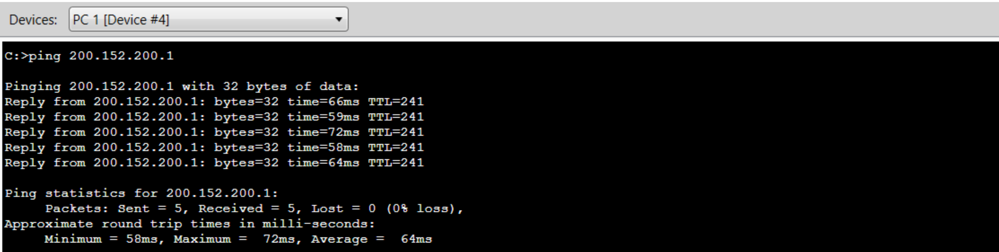 Devices: PC 1 [Device #4]
C:>ping 200.152.200.1
Pinging 200.152.200.1 with 32 bytes of data:
Reply from 200.152.200.1: bytes=32 time=66ms TTL=241
Reply from 200.152.200.1: bytes=32 time=59ms TTL=241
Reply from 200.152.200.1: bytes=32 time=72ms TTL=241
Reply from 200.152.200.1: bytes=32 time=58ms TTL=241
Reply from 200.152.200.1: bytes=32 time=64ms TTL=241
Ping statistics for 200.152.200.1:
Packets: Sent = 5, Received = 5, Lost = 0 (0% loss),
Approximate round trip times in milli-seconds:
Minimum = 58ms, Maximum =  72ms, Average =  64ms